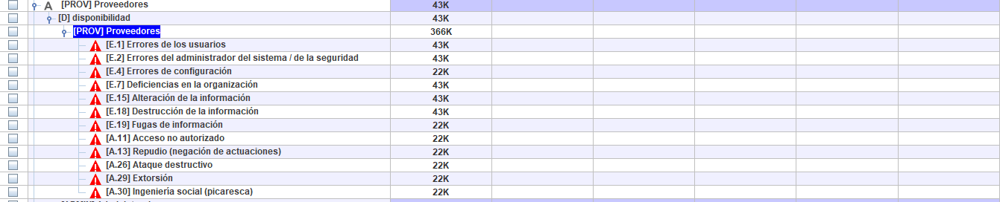 [PROV] Proveedores 43K
[D] disponibilidad 43K
[PROV] Proveedores 366K
[E.1] Errores de los usuarios 43K
[E.2] Errores del administrador del sistema / de la seguridad 43K
[E.4] Errores de configuración 22K
[E.7] Deficiencias en la organización 43K
[E.15] Alteración de la información 43K
[E.18] Destrucción de la información 43K
[E.19] Fugas de información 22K
[A.11] Acceso no autorizado 22K
[A.13] Repudio (negación de actuaciones) 22K
[A.26] Ataque destructivo 22K
[A.29] Extorsión 22K
[A.30] Ingeniería social (picaresca) 22K